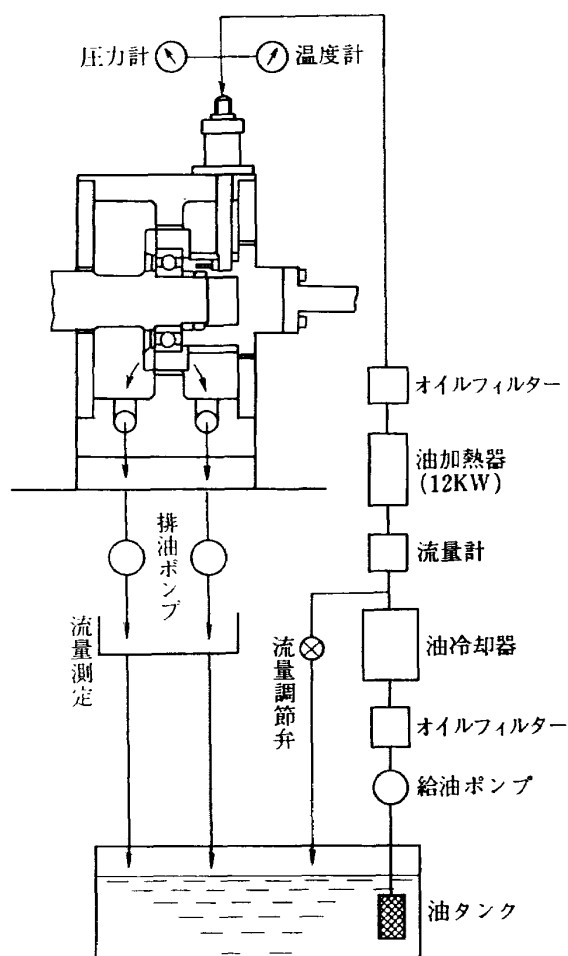 圧力計
温度計
オイルフィルター
油加熱器
(12KW)
流量計
排油ポンプ
流量測定
流量調節弁
油冷却器
オイルフィルター
給油ポンプ
油タンク